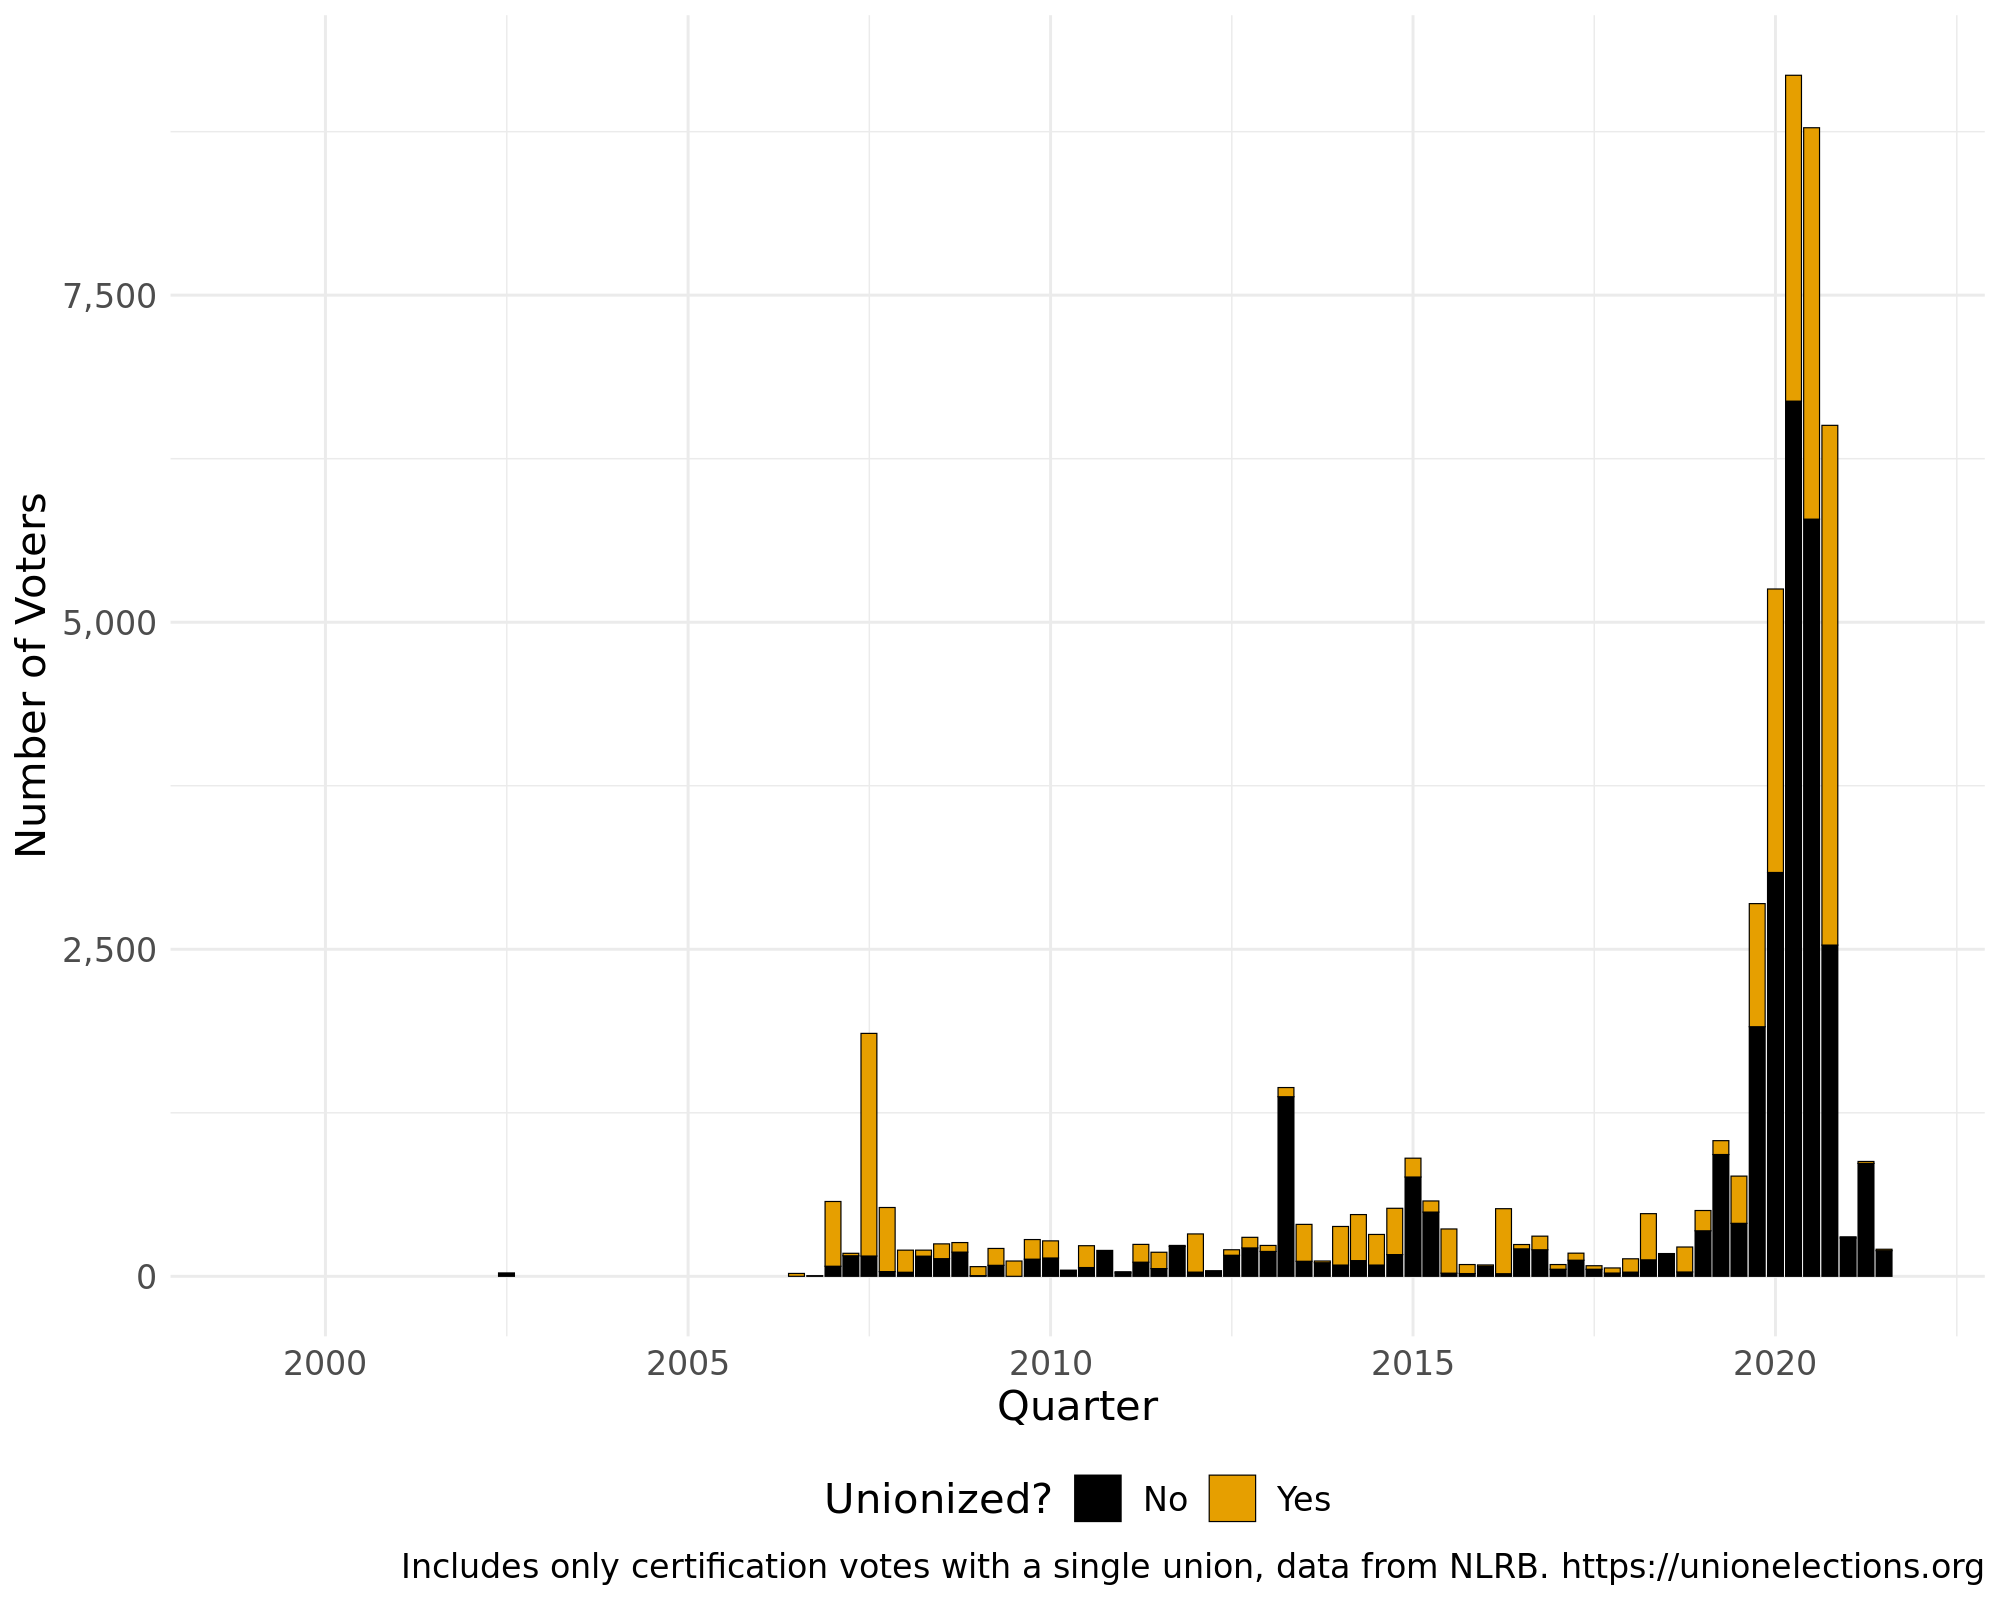 Number of Voters
7,500
5,000
2,500
0
2000 2005 2010 2015 2020
Quarter
Unionized? No Yes
Includes only certification votes with a single union, data from NLRB. https://unionelections.org